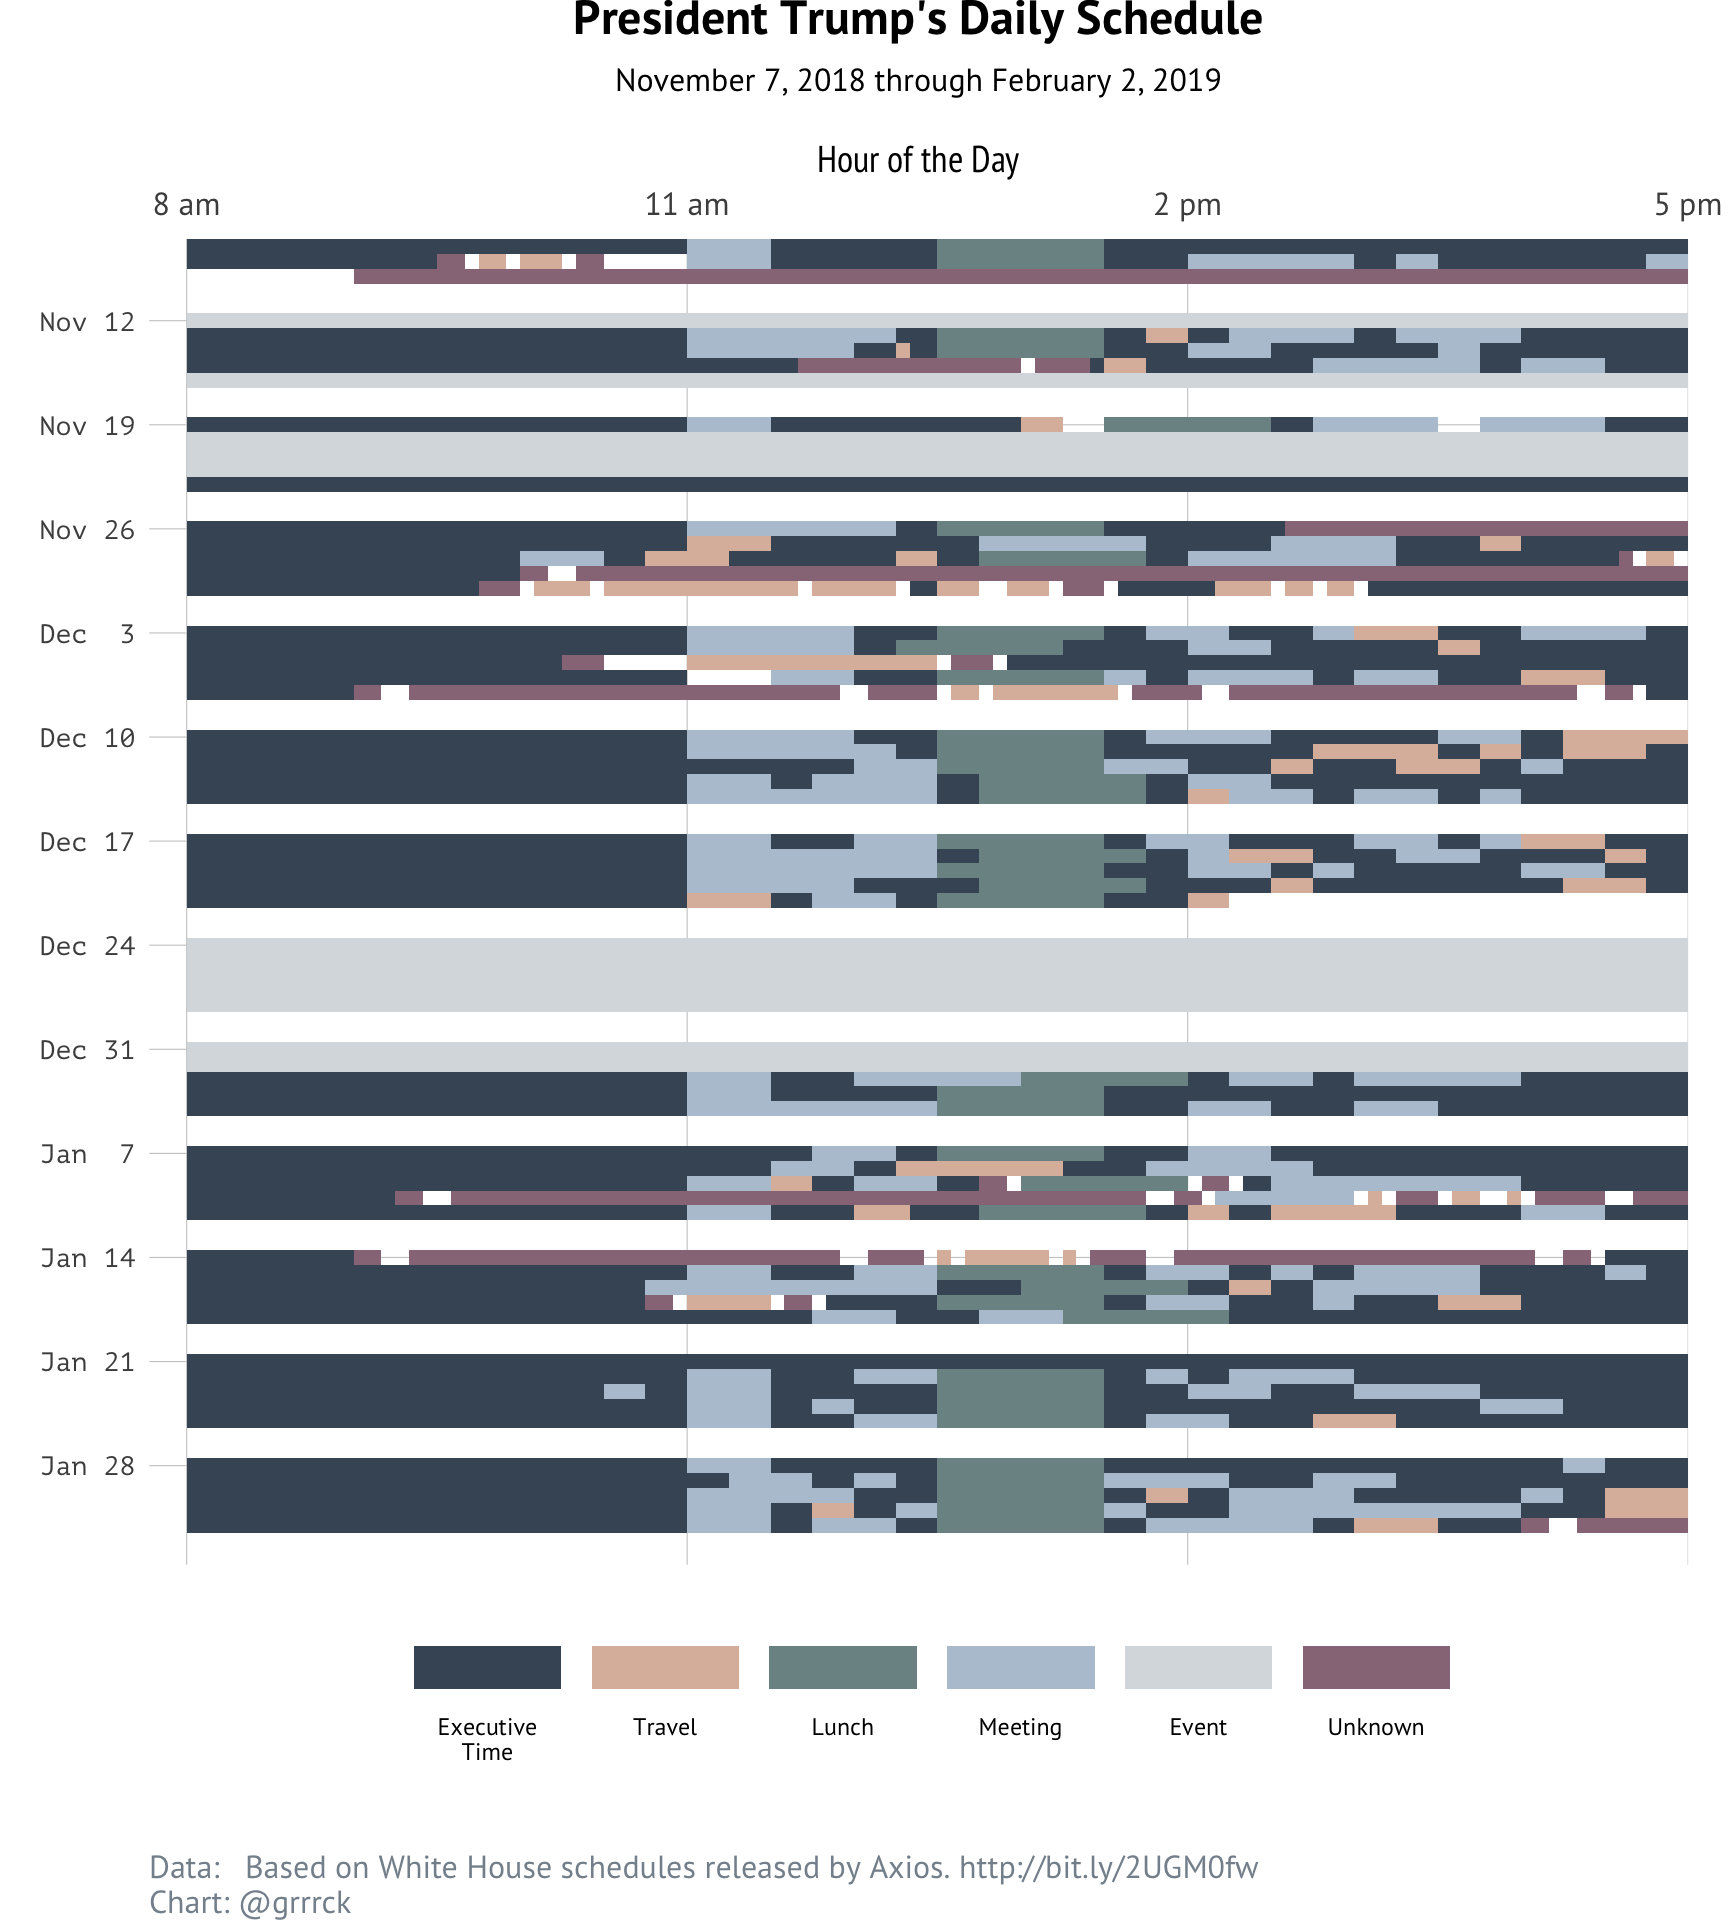 President Trump's Daily Schedule
November 7, 2018 through February 2, 2019
Hour of the Day
8 am 11 am 2 pm 5 pm
Nov 12
Nov 19
Nov 26
Dec 3
Dec 10
Dec 17
Dec 24
Dec 31
Jan 7
Jan 14
Jan 21
Jan 28
Executive Travel Lunch Meeting Event Unknown
Time
Data: Based on White House schedules released by Axios. http://bit.ly/2UGM0fw
Chart: @grrrck